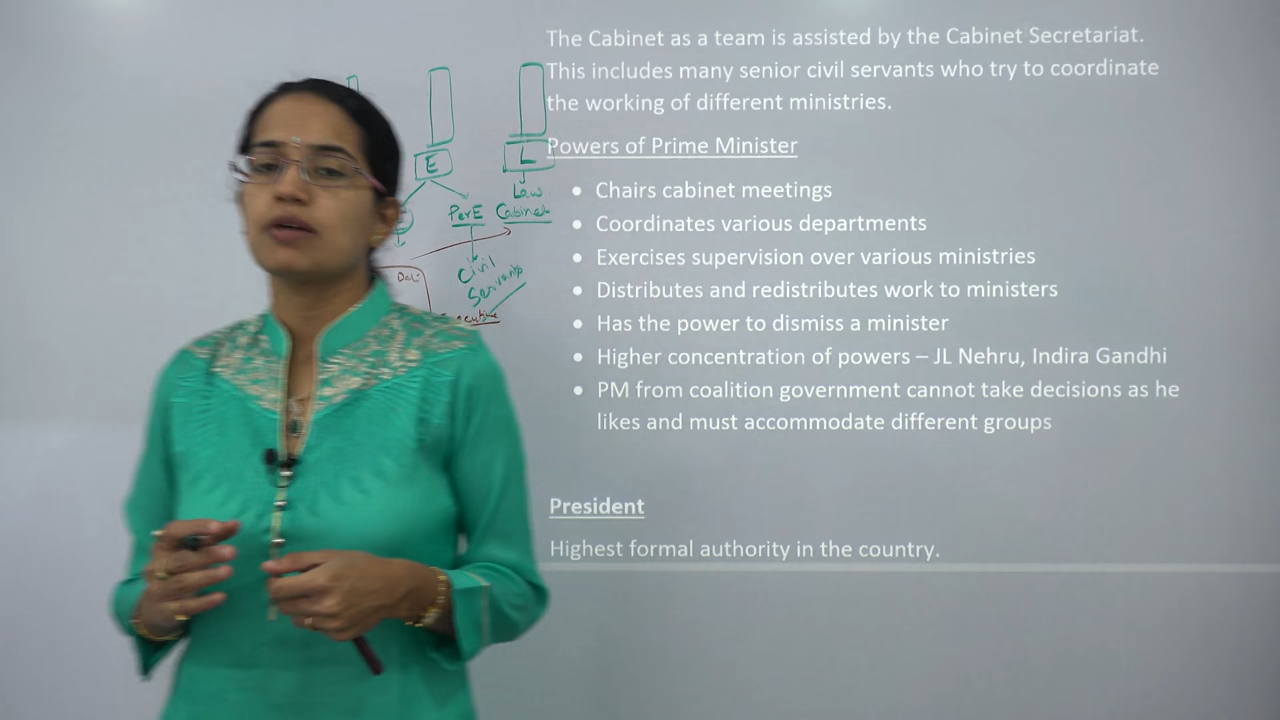 The Cabinet as a team is assisted by the Cabinet Secretariat.
This includes many senior civil servants who try to coordinate
the working of different ministries.
Powers of Prime Minister
• Chairs cabinet meetings
• Coordinates various departments
• Exercises supervision over various ministries
• Distributes and redistributes work to ministers
• Has the power to dismiss a minister
• Higher concentration of powers – JL Nehru, Indira Gandhi
• PM from coalition government cannot take decisions as he
likes and must accommodate different groups
President
Highest formal authority in the country.
E
L
Law
PerE
Cabinet
Civil
Servants